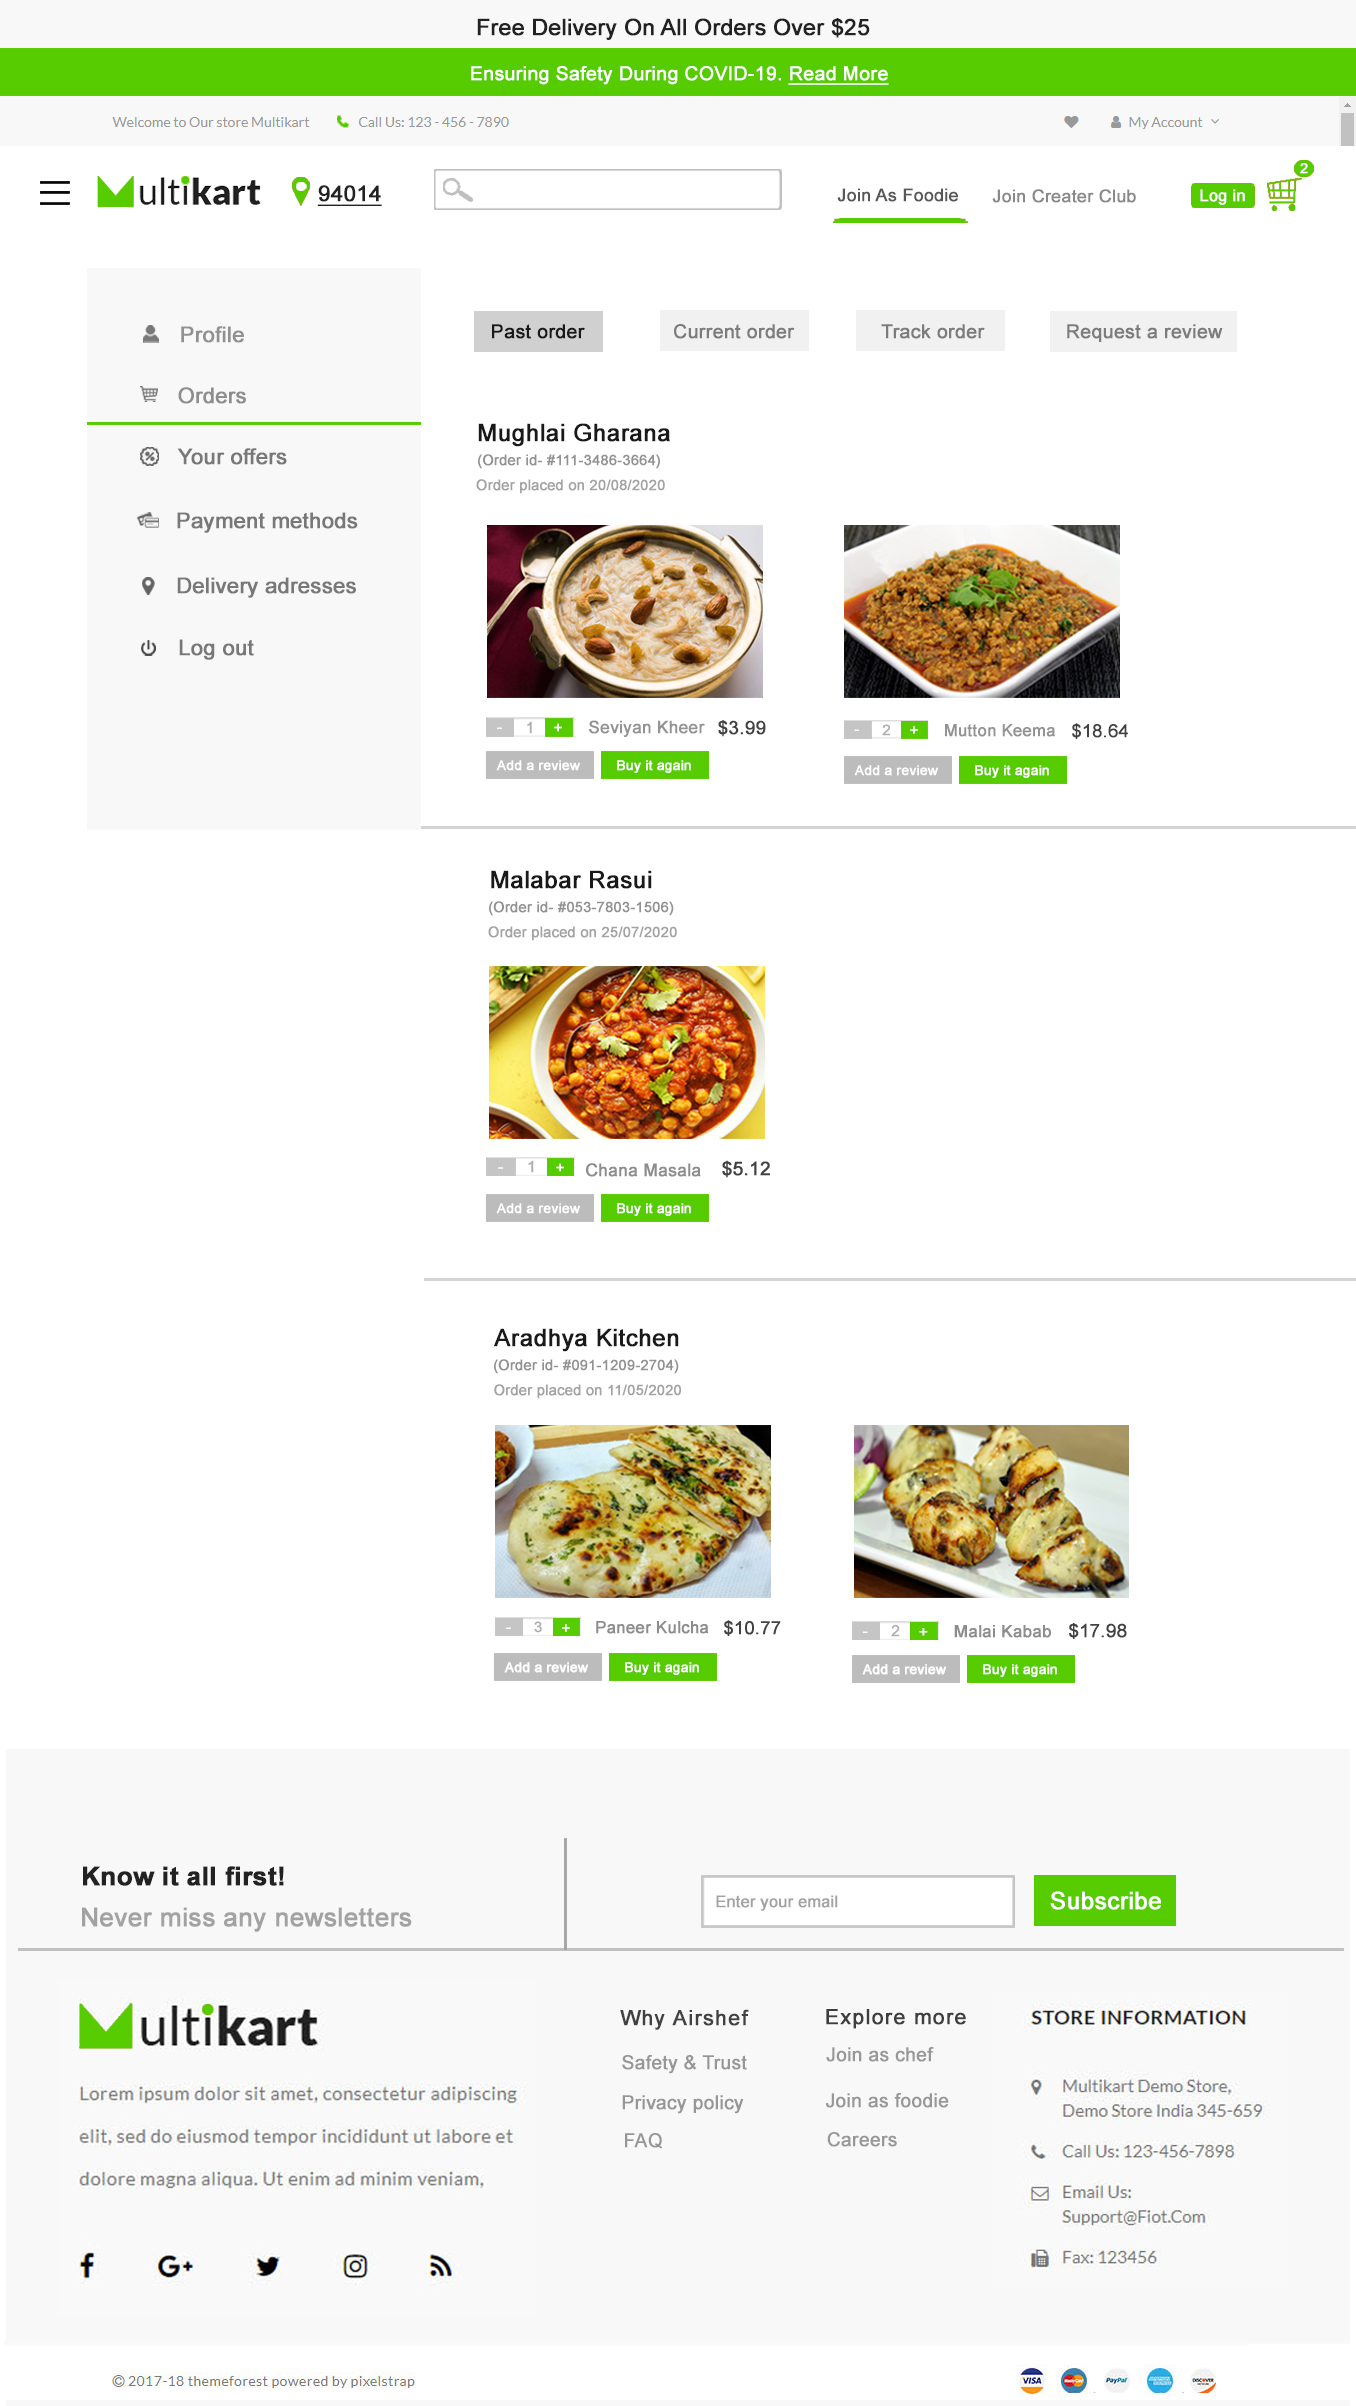 Free Delivery On All Orders Over $25
Ensuring Safety During COVID-19. Read More
Welcome to Our store Multikart
Call Us: 123 - 456 - 7890
My Account
Multikart
94014
Join As Foodie
Join Creater Club
Log in
2
Profile
Orders
Your offers
Payment methods
Delivery adresses
Log out
Past order
Current order
Track order
Request a review
Mughlai Gharana
(Order id- #111-3486-3664)
Order placed on 20/08/2020
- 1 + Seviyan Kheer $3.99
Add a review Buy it again
- 2 + Mutton Keema $18.64
Add a review Buy it again
Malabar Rasui
(Order id- #053-7803-1506)
Order placed on 25/07/2020
- 1 + Chana Masala $5.12
Add a review Buy it again
Aradhya Kitchen
(Order id- #091-1209-2704)
Order placed on 11/05/2020
- 3 + Paneer Kulcha $10.77
Add a review Buy it again
- 2 + Malai Kabab $17.98
Add a review Buy it again
Know it all first!
Never miss any newsletters
Enter your email
Subscribe
Multikart
Lorem ipsum dolor sit amet, consectetur adipiscing
elit, sed do eiusmod tempor incididunt ut labore et
dolore magna aliqua. Ut enim ad minim veniam,
G+
Why Airshef
Safety & Trust
Privacy policy
FAQ
Explore more
Join as chef
Join as foodie
Careers
STORE INFORMATION
Multikart Demo Store,
Demo Store India 345-659
Call Us: 123-456-7898
Email Us:
Support@Fiot.Com
Fax: 123456
© 2017-18 themeforest powered by pixelstrap
VISA
PayPal
DISCOVER